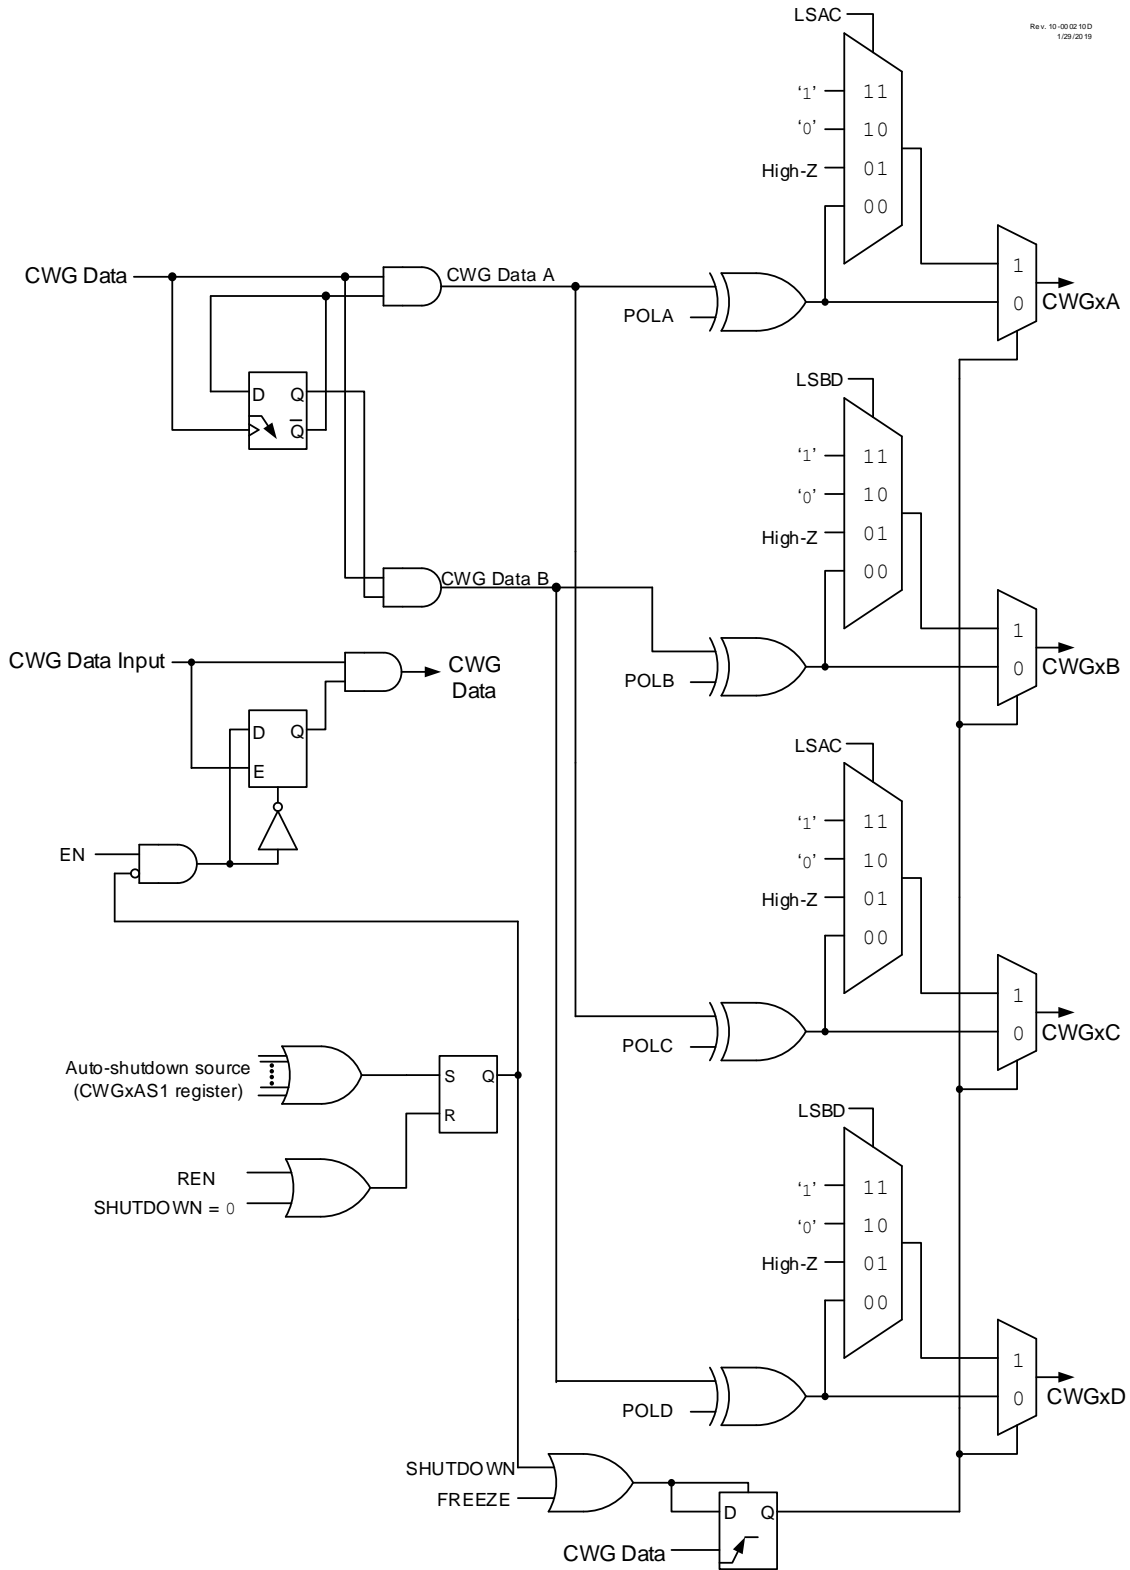 LSAC
Rev. 10-000210D
1/29/2019
‘1’ 11
‘0’ 10
High-Z 01
00
CWG Data
CWG Data A
POLA
1
0
CWGxA
D Q
Q̅
LSBD
‘1’ 11
‘0’ 10
High-Z 01
00
CWG Data B
POLB
1
0
CWGxB
CWG Data Input
CWG
Data
D Q
E
EN
LSAC
‘1’ 11
‘0’ 10
High-Z 01
00
POLC
1
0
CWGxC
Auto-shutdown source
(CWGxAS1 register)
S Q
R
REN
SHUTDOWN = 0
LSBD
‘1’ 11
‘0’ 10
High-Z 01
00
POLD
1
0
CWGxD
SHUTDOWN
FREEZE
D Q
CWG Data